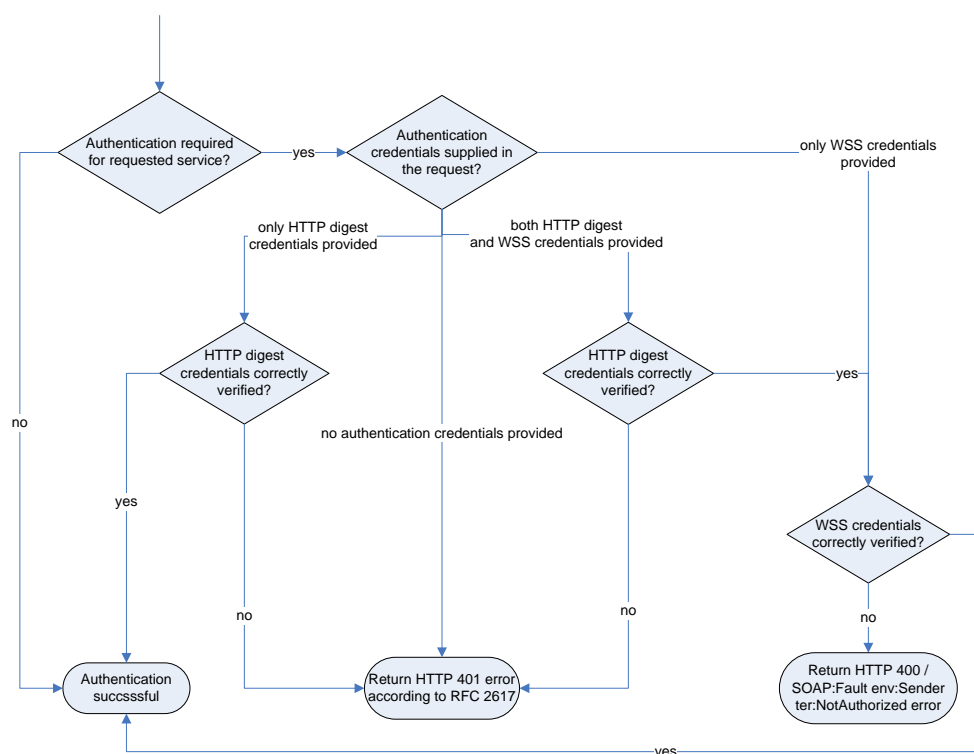 Authentication required
for requested service?
yes
Authentication
credentials supplied in
the request?
only WSS credentials
provided
only HTTP digest
credentials provided
both HTTP digest
and WSS credentials provided
HTTP digest
credentials correctly
verified?
HTTP digest
credentials correctly
verified?
yes
no
no authentication credentials provided
yes
WSS credentials
correctly verified?
no
no
no
Authentication
succsssful
Return HTTP 401 error
according to RFC 2617
Return HTTP 400 /
SOAP:Fault env:Sender
ter:NotAuthorized error
yes